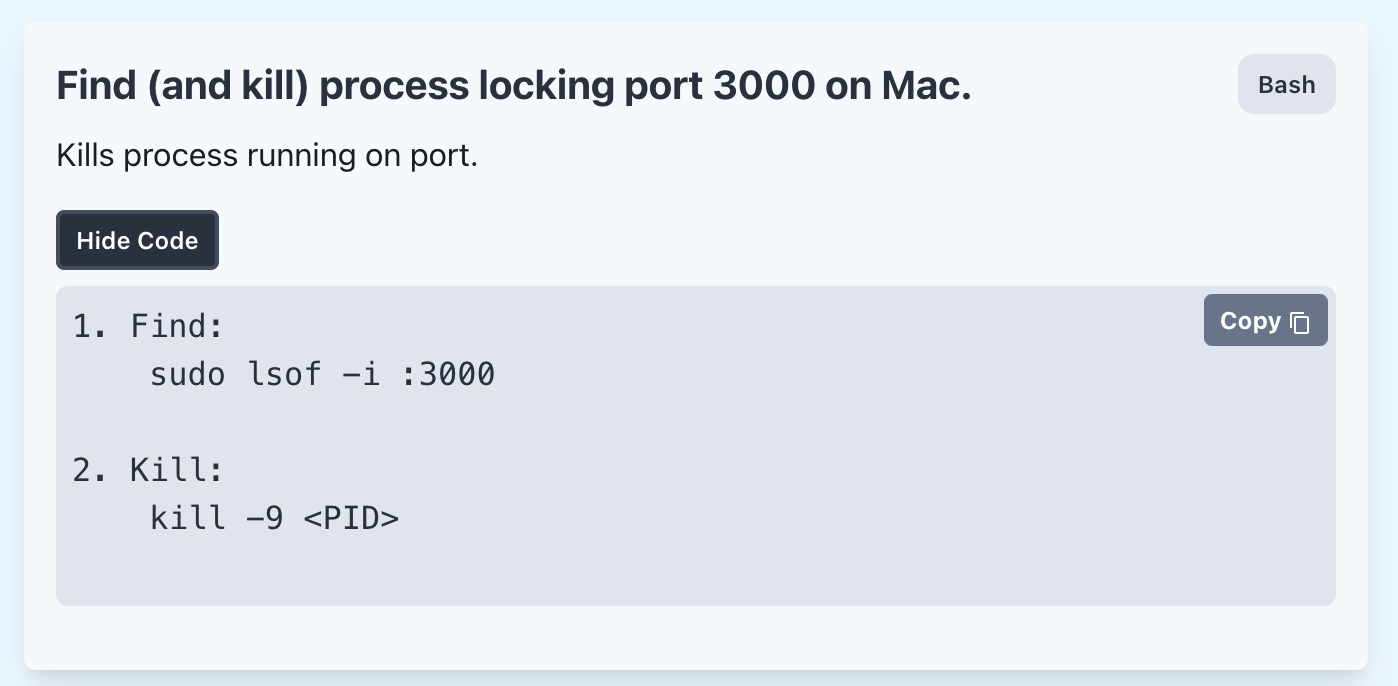 Find (and kill) process locking port 3000 on Mac.
Bash
Kills process running on port.
Hide Code
Copy
1. Find:
    sudo lsof -i :3000
2. Kill:
    kill -9 <PID>